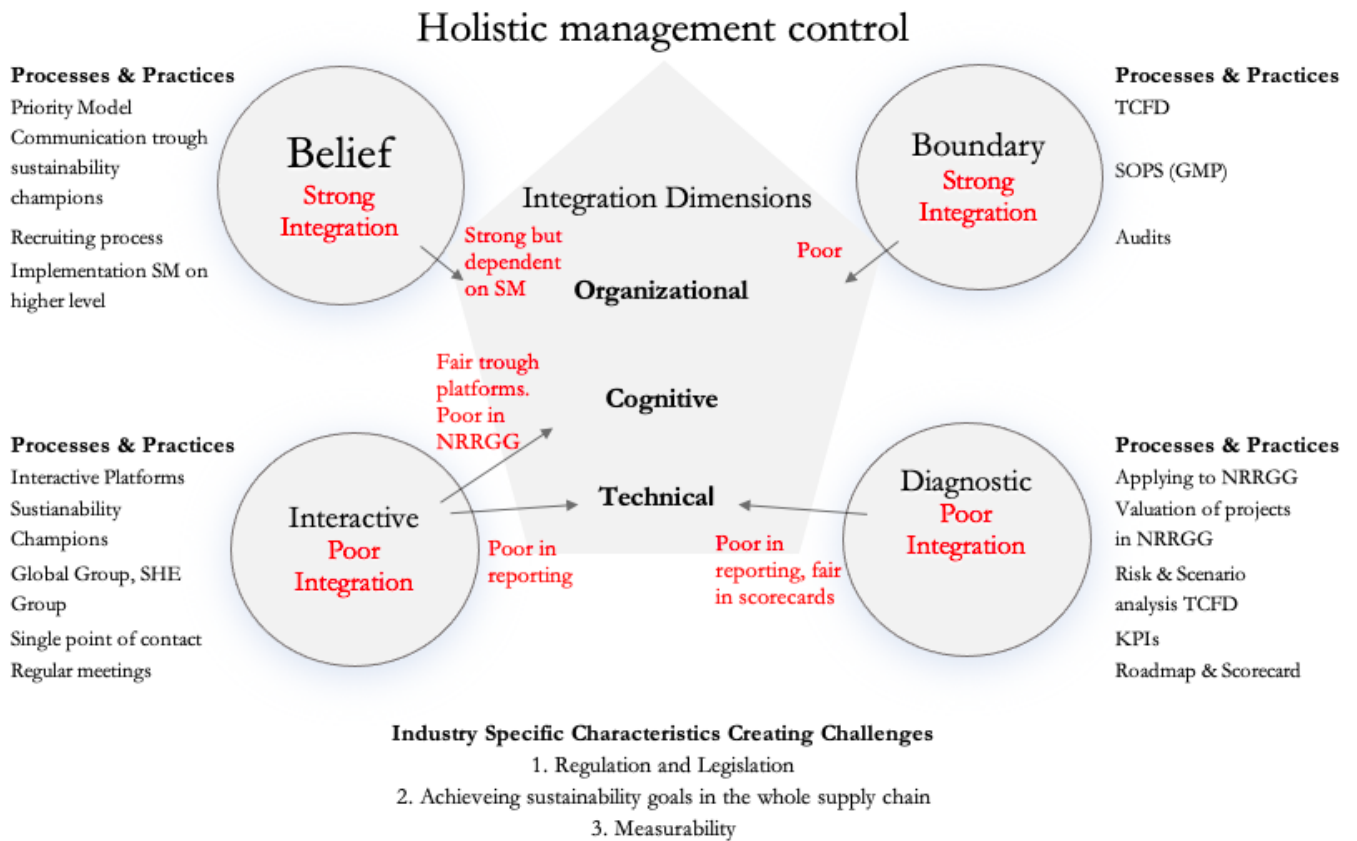 Holistic management control
Processes & Practices
Priority Model
Communication trough
sustainability
champions
Recruiting process
Implementation SM on
higher level
Belief
Strong
Integration
Integration Dimensions
Strong but
dependent
on SM
Organizational
Poor
Boundary
Strong
Integration
Processes & Practices
TCFD
SOPS (GMP)
Audits
Fair trough
platforms.
Poor in
NRRGG
Cognitive
Technical
Processes & Practices
Interactive Platforms
Sustianability
Champions
Global Group, SHE
Group
Single point of contact
Regular meetings
Interactive
Poor
Integration
Poor in
reporting
Poor in
reporting, fair
in scorecards
Diagnostic
Poor
Integration
Processes & Practices
Applying to NRRGG
Valuation of projects
in NRRGG
Risk & Scenario
analysis TCFD
KPIs
Roadmap & Scorecard
Industry Specific Characteristics Creating Challenges
1. Regulation and Legislation
2. Achieveing sustainability goals in the whole supply chain
3. Measurability